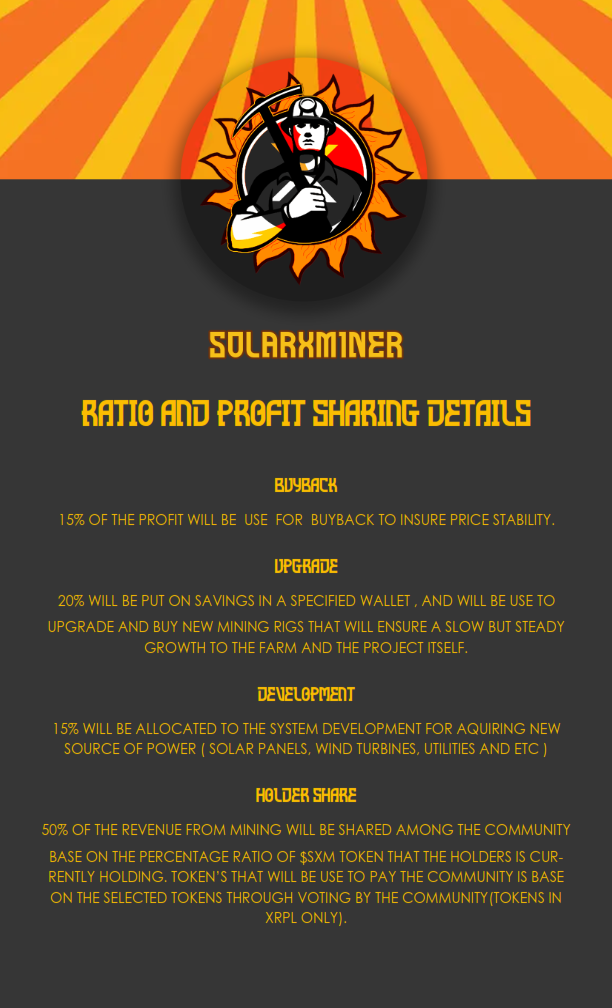 SOLARXMINER
RATIO AND PROFIT SHARING DETAILS
BUYBACK
15% OF THE PROFIT WILL BE USE FOR BUYBACK TO INSURE PRICE STABILITY.
UPGRADE
20% WILL BE PUT ON SAVINGS IN A SPECIFIED WALLET , AND WILL BE USE TO
UPGRADE AND BUY NEW MINING RIGS THAT WILL ENSURE A SLOW BUT STEADY
GROWTH TO THE FARM AND THE PROJECT ITSELF.
DEVELOPMENT
15% WILL BE ALLOCATED TO THE SYSTEM DEVELOPMENT FOR AQUIRING NEW
SOURCE OF POWER ( SOLAR PANELS, WIND TURBINES, UTILITIES AND ETC )
HOLDER SHARE
50% OF THE REVENUE FROM MINING WILL BE SHARED AMONG THE COMMUNITY
BASE ON THE PERCENTAGE RATIO OF $SXM TOKEN THAT THE HOLDERS IS CUR-
RENTLY HOLDING. TOKEN'S THAT WILL BE USE TO PAY THE COMMUNITY IS BASE
ON THE SELECTED TOKENS THROUGH VOTING BY THE COMMUNITY(TOKENS IN
XRPL ONLY).